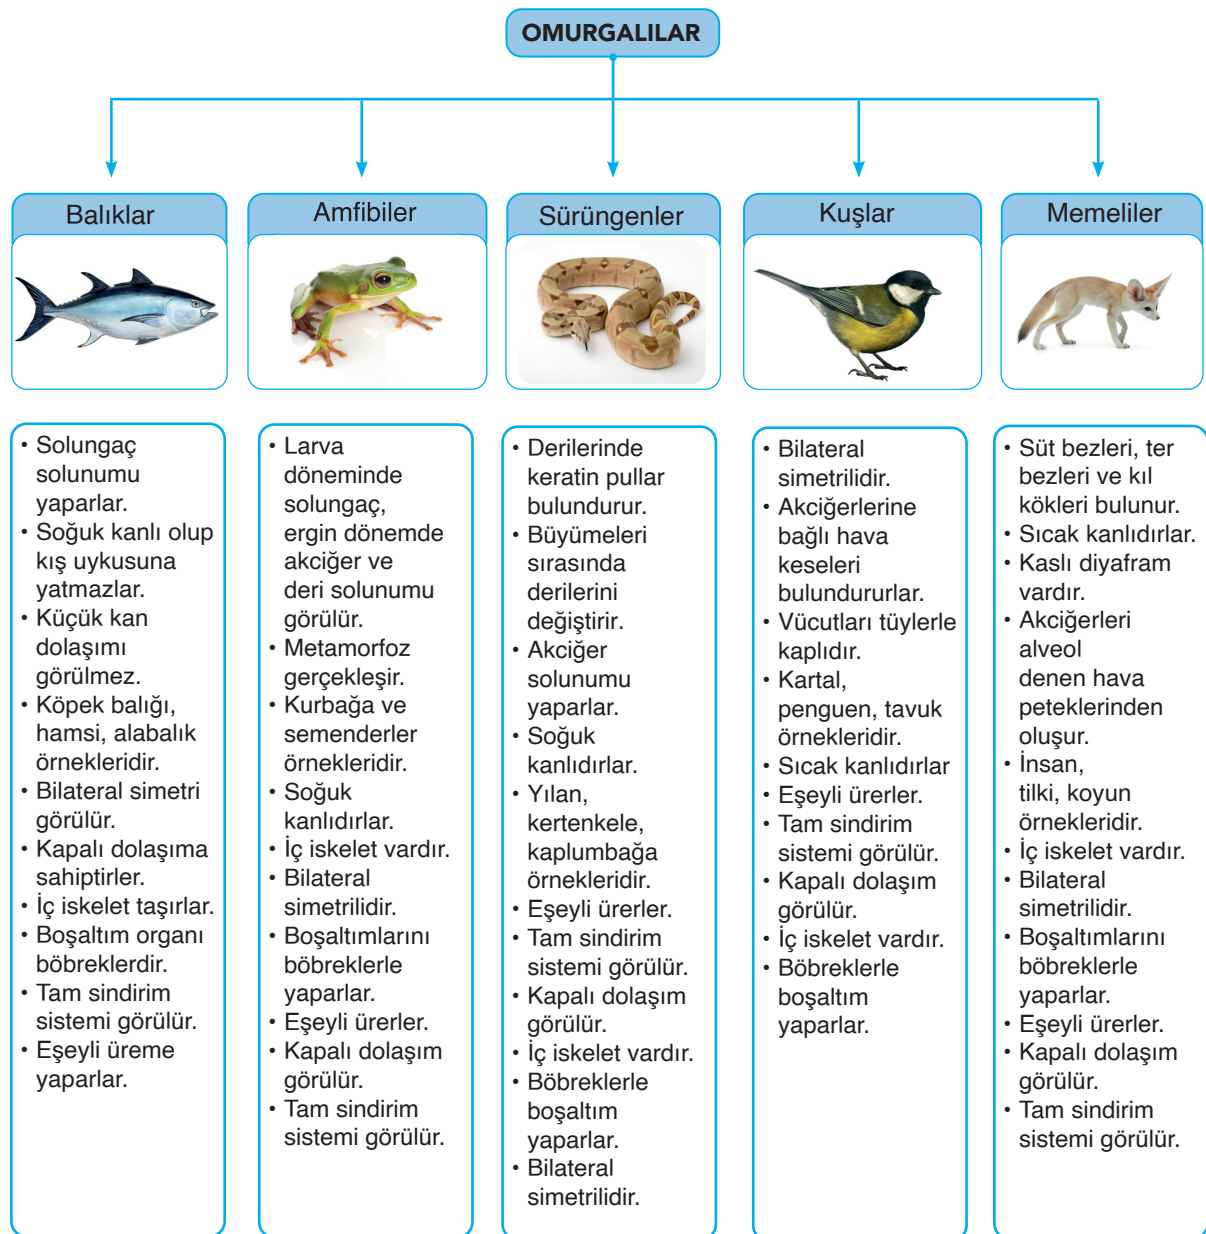 OMURGALILAR
Balıklar
Amfibiler
Sürüngenler
Kuşlar
Memeliler
• Solungaç
solunumu
yaparlar.
• Soğuk kanlı olup
kış uykusuna
yatmazlar.
• Küçük kan
dolaşımı
görülmez.
• Köpek balığı,
hamsi, alabalık
örnekleridir.
• Bilateral simetri
görülür.
• Kapalı dolaşıma
sahiptirler.
• İç iskelet taşırlar.
• Boşaltım organı
böbreklerdir.
• Tam sindirim
sistemi görülür.
• Eşeyli üreme
yaparlar.
• Larva
döneminde
solungaç,
ergin dönemde
akciğer ve
deri solunumu
görülür.
• Metamorfoz
gerçekleşir.
• Kurbağa ve
semenderler
örnekleridir.
• Soğuk
kanlıdırlar.
• İç iskelet vardır.
• Bilateral
simetrilidir.
• Boşaltımlarını
böbreklerle
yaparlar.
• Eşeyli ürerler.
• Kapalı dolaşım
görülür.
• Tam sindirim
sistemi görülür.
• Derilerinde
keratin pullar
bulundurur.
• Büyümeleri
sırasında
derilerini
değiştirir.
• Akciğer
solunumu
yaparlar.
• Soğuk
kanlıdırlar.
• Yılan,
kertenkele,
kaplumbağa
örnekleridir.
• Eşeyli ürerler.
• Tam sindirim
sistemi görülür.
• Kapalı dolaşım
görülür.
• İç iskelet vardır.
• Böbreklerle
boşaltım
yaparlar.
• Bilateral
simetrilidir.
• Bilateral
simetrilidir.
• Akciğerlerine
bağlı hava
keseleri
bulundururlar.
• Vücutları tüylerle
kaplıdır.
• Kartal,
penguen, tavuk
örnekleridir.
• Sıcak kanlıdırlar
• Eşeyli ürerler.
• Tam sindirim
sistemi görülür.
• Kapalı dolaşım
görülür.
• İç iskelet vardır.
• Böbreklerle
boşaltım
yaparlar.
• Süt bezleri, ter
bezleri ve kıl
kökleri bulunur.
• Sıcak kanlıdırlar.
• Kaslı diyafram
vardır.
• Akciğerleri
alveol
denen hava
peteklerinden
oluşur.
• İnsan,
tilki, koyun
örnekleridir.
• İç iskelet vardır.
• Bilateral
simetrilidir.
• Boşaltımlarını
böbreklerle
yaparlar.
• Eşeyli ürerler.
• Kapalı dolaşım
görülür.
• Tam sindirim
sistemi görülür.